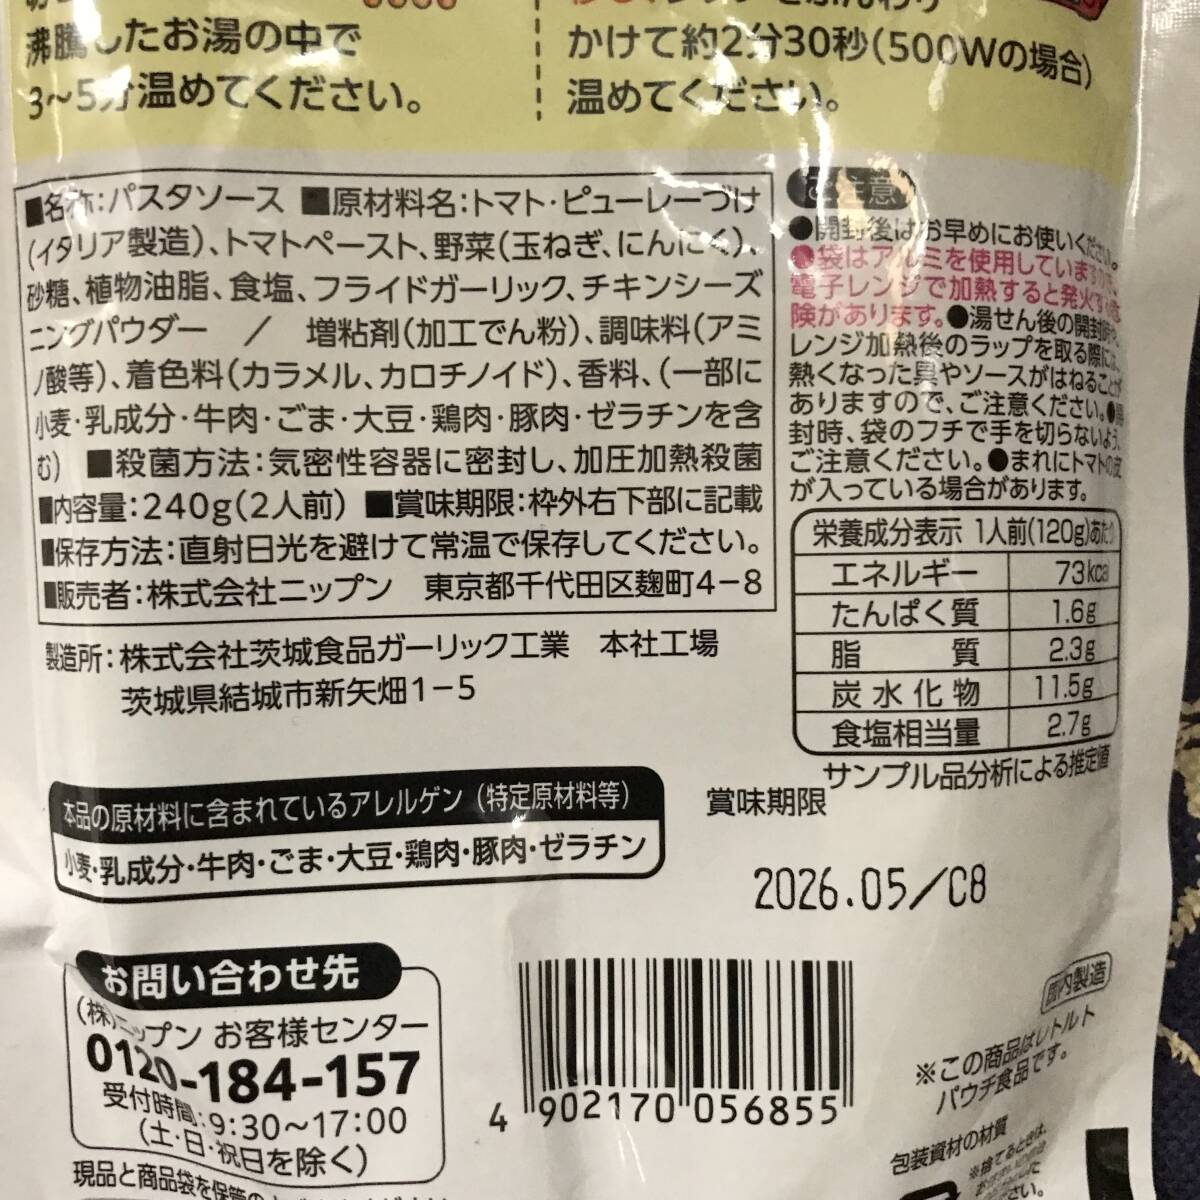 沸騰したお湯の中で
3～5分温めてください。
かけて約2分30秒(500Wの場合)
温めてください。
■名称:パスタソース ■原材料名:トマト・ピューレーづけ
(イタリア製造)、トマトペースト、野菜(玉ねぎ、にんにく)、
砂糖、植物油脂、食塩、フライドガーリック、チキンシーズ
ニングパウダー ／ 増粘剤(加工でん粉)、調味料(アミ
ノ酸等)、着色料(カラメル、カロチノイド)、香料、(一部に
小麦・乳成分・牛肉・ごま・大豆・鶏肉・豚肉・ゼラチンを含
む) ■殺菌方法:気密性容器に密封し、加圧加熱殺菌
■内容量:240g(2人前) ■賞味期限:枠外右下部に記載
■保存方法:直射日光を避けて常温で保存してください。
■販売者:株式会社ニップン 東京都千代田区麹町4-8
製造所:株式会社茨城食品ガーリック工業 本社工場
茨城県結城市新矢畑1-5
ご注意
●開封後はお早めにお使いください。
●袋はアルミを使用しています
電子レンジで加熱すると発火する
険があります。●湯せん後の開封時
レンジ加熱後のラップを取る際には、
熱くなった具やソースがはねることが
ありますので、ご注意ください。●開
封時、袋のフチで手を切らないよう、
ご注意ください。●まれにトマトの皮
が入っている場合があります。
栄養成分表示 1人前(120g)あたり
エネルギー 73kcal
たんぱく質 1.6g
脂質 2.3g
炭水化物 11.5g
食塩相当量 2.7g
サンプル品分析による推定値
本品の原材料に含まれているアレルゲン(特定原材料等)
小麦・乳成分・牛肉・ごま・大豆・鶏肉・豚肉・ゼラチン
賞味期限
2026.05/C8
お問い合わせ先
(株)ニップン お客様センター
0120-184-157
受付時間:9:30～17:00
(土・日・祝日を除く)
現品と商品袋を保管の
4 902170 056855
国内製造
※この商品はレトルト
パウチ食品です。
包装資材の材質
※捨てるときは、